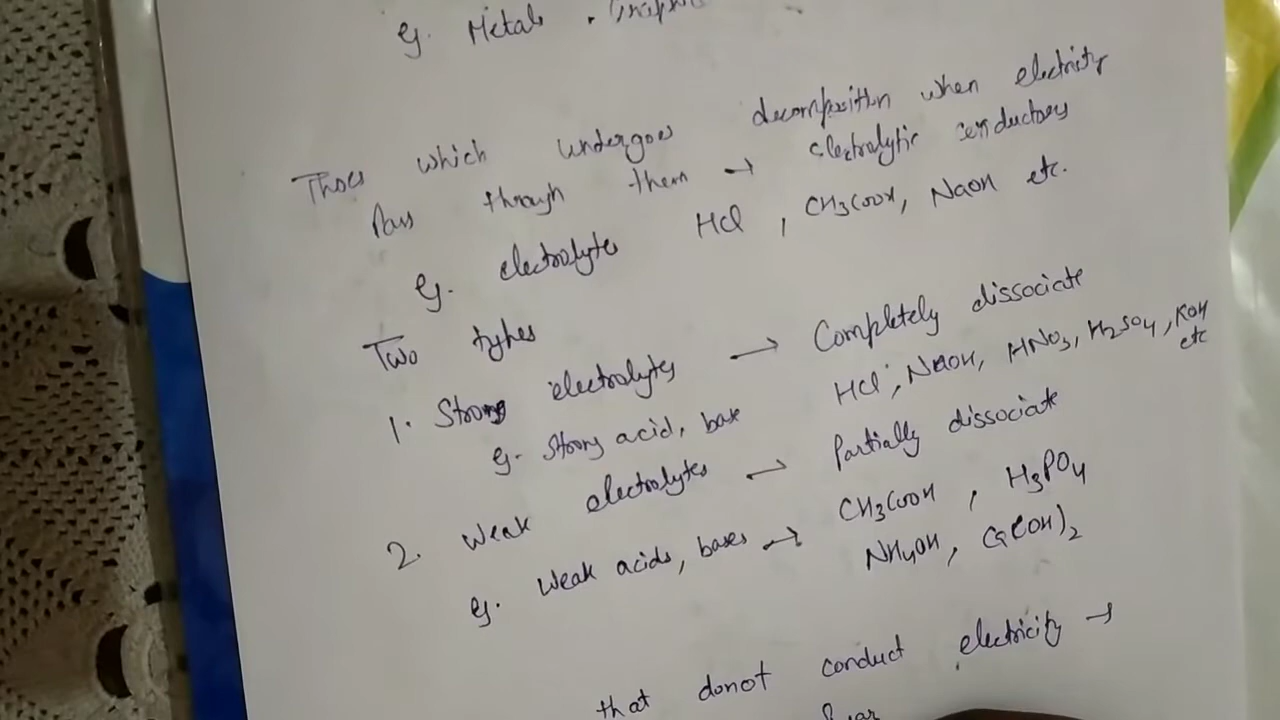 eg. Metals .
Those which undergoes decomposition when electricity
Pass through them → electrolytic conductors
eg. electrolytes HCl , CH3COOH, NaOH etc.
Two types
1. Strong electrolytes → Completely dissociate
eg. Strong acid, base HCl, NaOH, HNO3, H2SO4, KOH etc
2. Weak electrolytes → Partially dissociate
eg. Weak acids, bases → CH3COOH , H3PO4
NH4OH, Ca(OH)2
that donot conduct electricity →